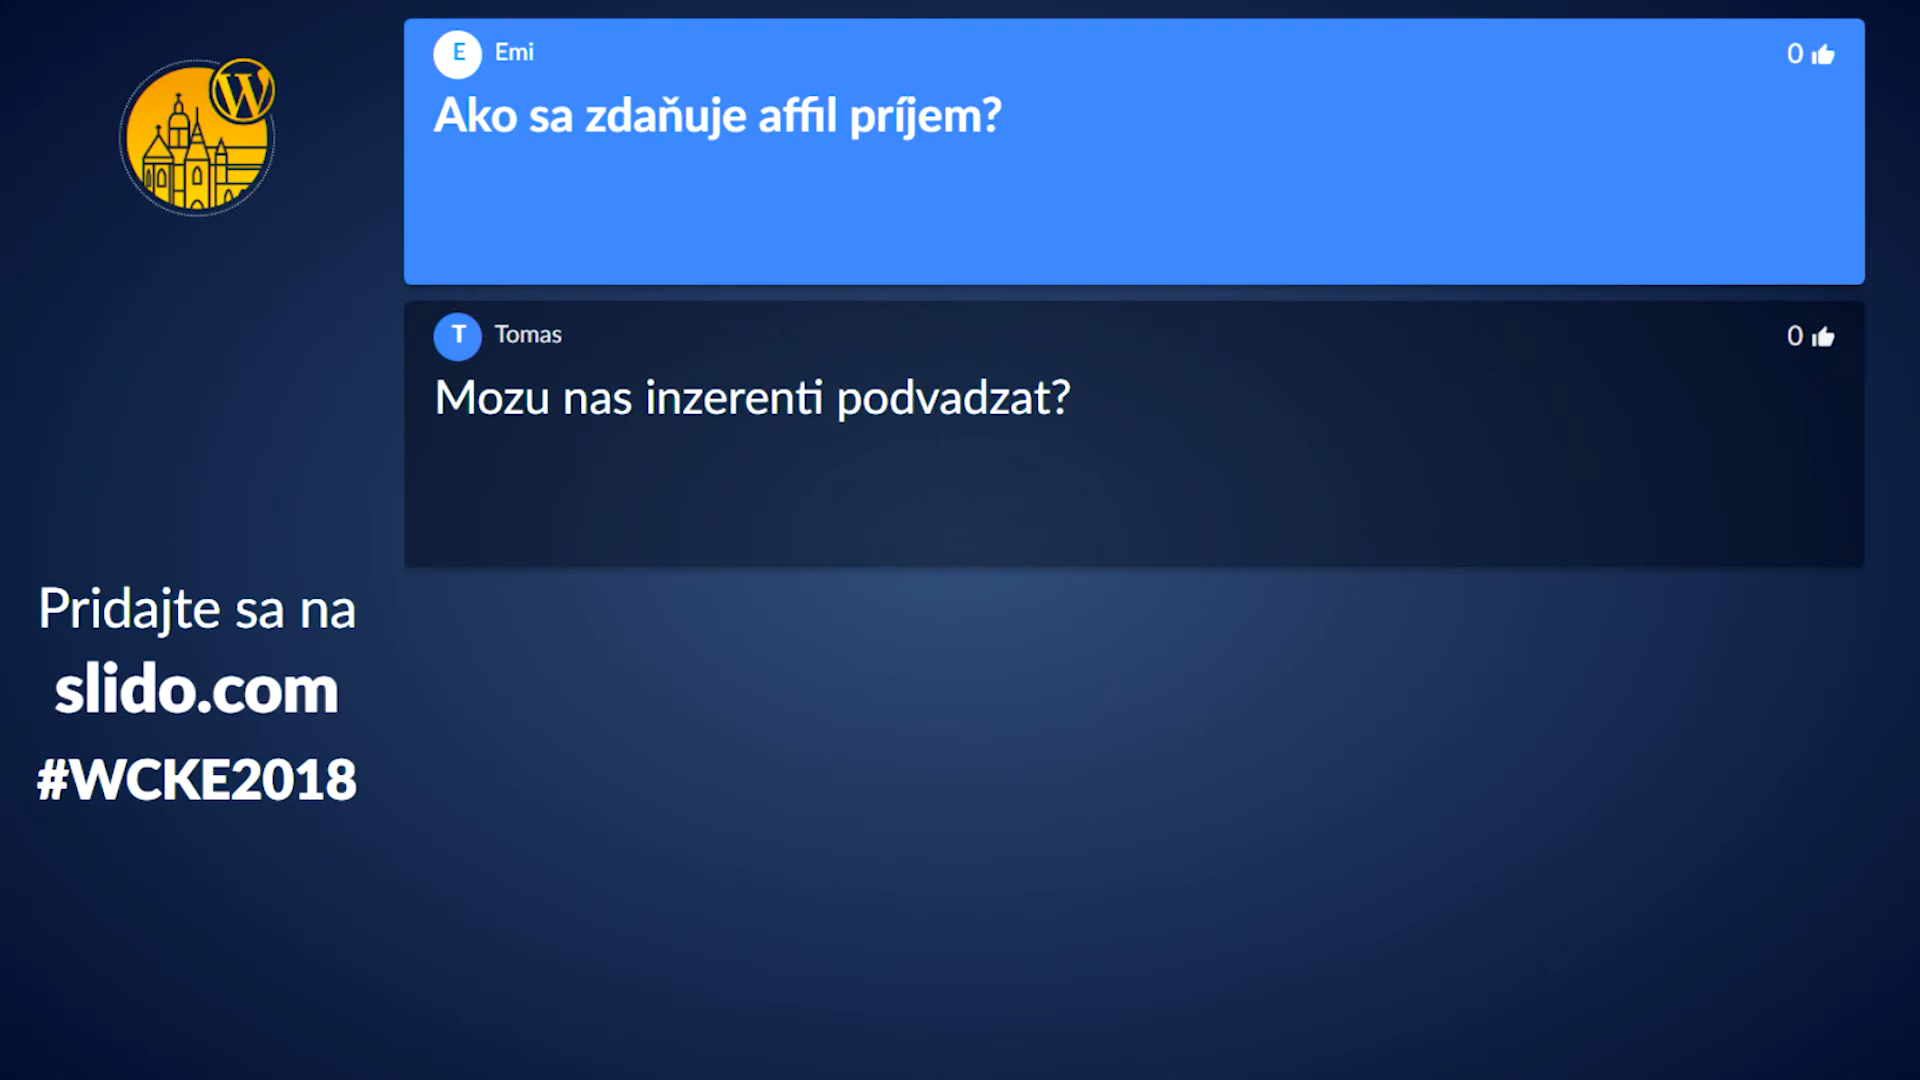 W
E Emi 0
Ako sa zdaňuje affil príjem?
T Tomas 0
Mozu nas inzerenti podvadzat?
Pridajte sa na
slido.com
#WCKE2018